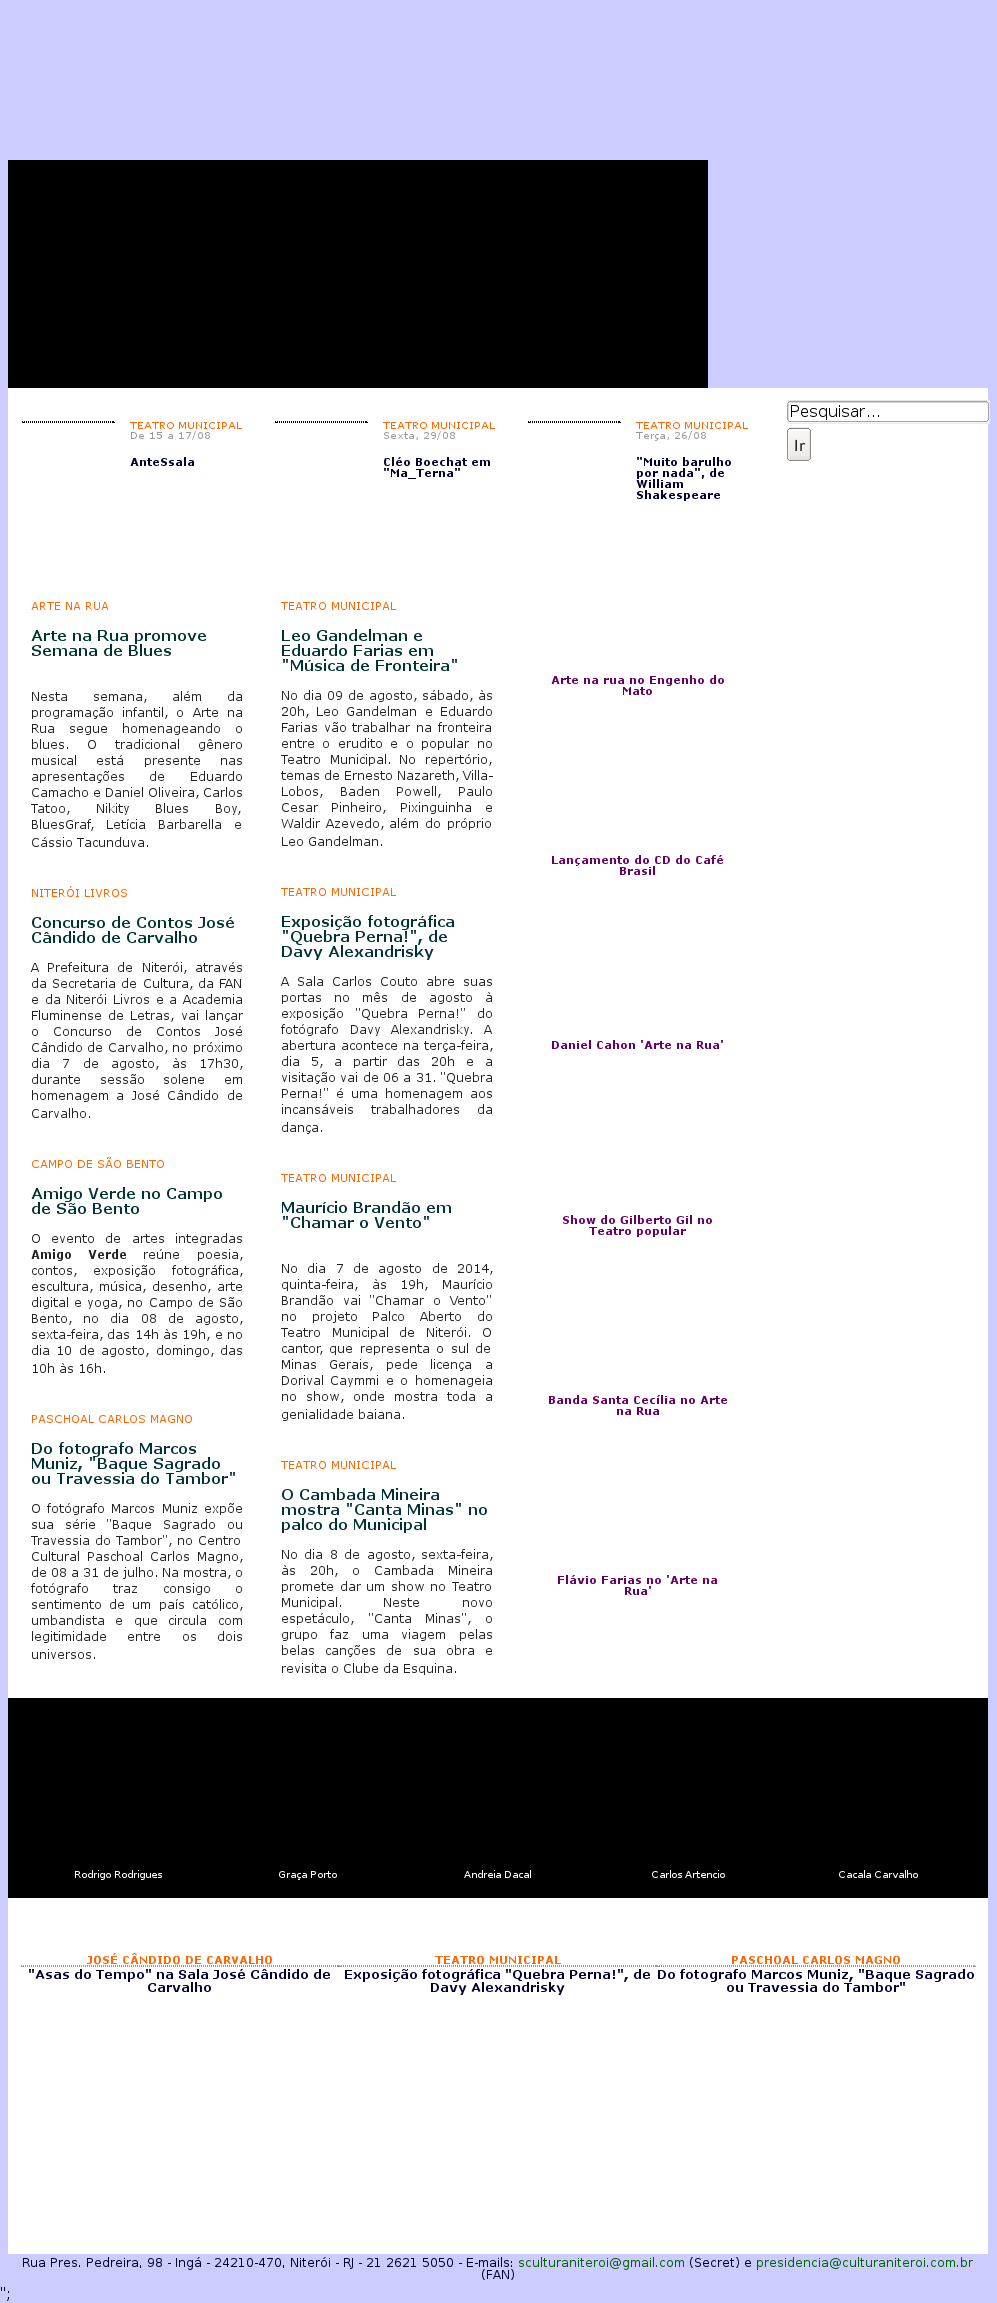 TEATRO MUNICIPAL
De 15 a 17/08
AnteSsala
TEATRO MUNICIPAL
Sexta, 29/08
Cléo Boechat em
"Ma_Terna"
TEATRO MUNICIPAL
Terça, 26/08
"Muito barulho
por nada", de
William
Shakespeare
Pesquisar...
Ir
ARTE NA RUA
Arte na Rua promove
Semana de Blues
Nesta semana, além da
programação infantil, o Arte na
Rua segue homenageando o
blues. O tradicional gênero
musical está presente nas
apresentações de Eduardo
Camacho e Daniel Oliveira, Carlos
Tatoo, Nikity Blues Boy,
BluesGraf, Letícia Barbarella e
Cássio Tacunduva.
NITERÓI LIVROS
Concurso de Contos José
Cândido de Carvalho
A Prefeitura de Niterói, através
da Secretaria de Cultura, da FAN
e da Niterói Livros e a Academia
Fluminense de Letras, vai lançar
o Concurso de Contos José
Cândido de Carvalho, no próximo
dia 7 de agosto, às 17h30,
durante sessão solene em
homenagem a José Cândido de
Carvalho.
CAMPO DE SÃO BENTO
Amigo Verde no Campo
de São Bento
O evento de artes integradas
Amigo Verde reúne poesia,
contos, exposição fotográfica,
escultura, música, desenho, arte
digital e yoga, no Campo de São
Bento, no dia 08 de agosto,
sexta-feira, das 14h às 19h, e no
dia 10 de agosto, domingo, das
10h às 16h.
PASCHOAL CARLOS MAGNO
Do fotografo Marcos
Muniz, "Baque Sagrado
ou Travessia do Tambor"
O fotógrafo Marcos Muniz expõe
sua série "Baque Sagrado ou
Travessia do Tambor", no Centro
Cultural Paschoal Carlos Magno,
de 08 a 31 de julho. Na mostra, o
fotógrafo traz consigo o
sentimento de um país católico,
umbandista e que circula com
legitimidade entre os dois
universos.
TEATRO MUNICIPAL
Leo Gandelman e
Eduardo Farias em
"Música de Fronteira"
No dia 09 de agosto, sábado, às
20h, Leo Gandelman e Eduardo
Farias vão trabalhar na fronteira
entre o erudito e o popular no
Teatro Municipal. No repertório,
temas de Ernesto Nazareth, Villa-
Lobos, Baden Powell, Paulo
Cesar Pinheiro, Pixinguinha e
Waldir Azevedo, além do próprio
Leo Gandelman.
TEATRO MUNICIPAL
Exposição fotográfica
"Quebra Perna!", de
Davy Alexandrisky
A Sala Carlos Couto abre suas
portas no mês de agosto à
exposição "Quebra Perna!" do
fotógrafo Davy Alexandrisky. A
abertura acontece na terça-feira,
dia 5, a partir das 20h e a
visitação vai de 06 a 31. "Quebra
Perna!" é uma homenagem aos
incansáveis trabalhadores da
dança.
TEATRO MUNICIPAL
Maurício Brandão em
"Chamar o Vento"
No dia 7 de agosto de 2014,
quinta-feira, às 19h, Maurício
Brandão vai "Chamar o Vento"
no projeto Palco Aberto do
Teatro Municipal de Niterói. O
cantor, que representa o sul de
Minas Gerais, pede licença a
Dorival Caymmi e o homenageia
no show, onde mostra toda a
genialidade baiana.
TEATRO MUNICIPAL
O Cambada Mineira
mostra "Canta Minas" no
palco do Municipal
No dia 8 de agosto, sexta-feira,
às 20h, o Cambada Mineira
promete dar um show no Teatro
Municipal. Neste novo
espetáculo, "Canta Minas", o
grupo faz uma viagem pelas
belas canções de sua obra e
revisita o Clube da Esquina.
Arte na rua no Engenho do
Mato
Lançamento do CD do Café
Brasil
Daniel Cahon 'Arte na Rua'
Show do Gilberto Gil no
Teatro popular
Banda Santa Cecília no Arte
na Rua
Flávio Farias no 'Arte na
Rua'
Rodrigo Rodrigues
Graça Porto
Andreia Dacal
Carlos Artencio
Cacala Carvalho
JOSÉ CÂNDIDO DE CARVALHO
"Asas do Tempo" na Sala José Cândido de
Carvalho
TEATRO MUNICIPAL
Exposição fotográfica "Quebra Perna!", de
Davy Alexandrisky
PASCHOAL CARLOS MAGNO
Do fotografo Marcos Muniz, "Baque Sagrado
ou Travessia do Tambor"
Rua Pres. Pedreira, 98 - Ingá - 24210-470, Niterói - RJ - 21 2621 5050 - E-mails: sculturaniteroi@gmail.com (Secret) e presidencia@culturaniteroi.com.br
(FAN)
";